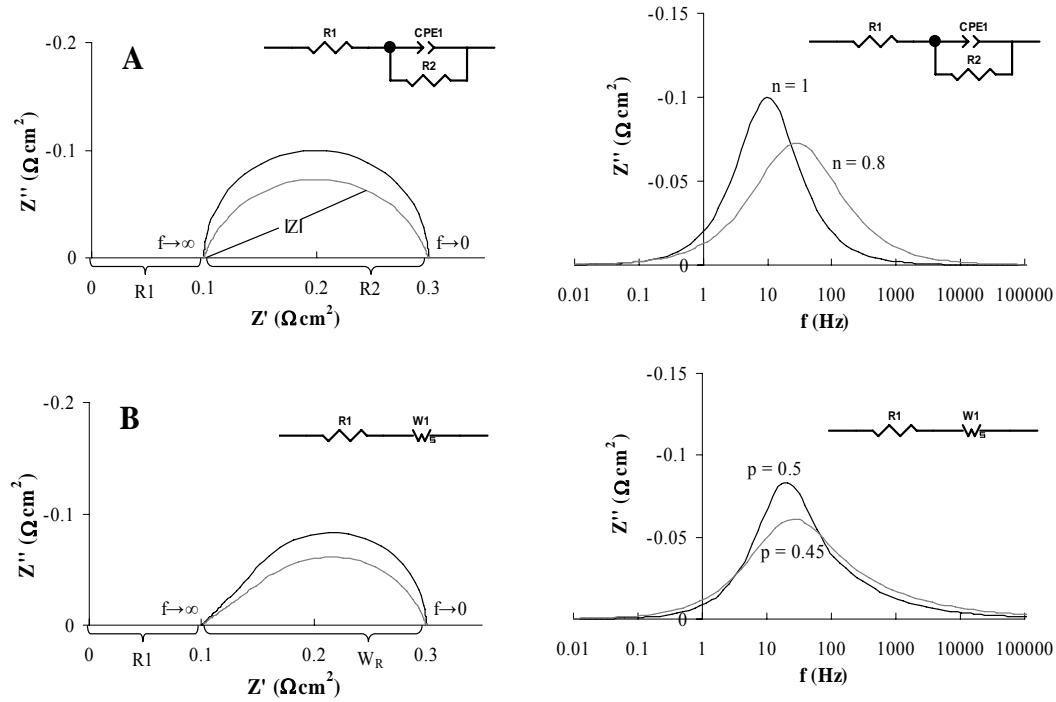 A
-0.2
-0.1
0
Z'' (Ω cm²)
R1
CPE1
R2
|Z|
f→∞
f→0
0
0.1
0.2
0.3
R1
R2
Z' (Ω cm²)
-0.15
-0.10
-0.05
0
Z'' (Ω cm²)
R1
CPE1
R2
n = 1
n = 0.8
0.01
0.1
1
10
100
1000
10000
100000
f (Hz)
B
-0.2
-0.1
0
Z'' (Ω cm²)
R1
W1
s
f→∞
f→0
0
0.1
0.2
0.3
R1
W_R
Z' (Ω cm²)
-0.15
-0.10
-0.05
0
Z'' (Ω cm²)
R1
W1
s
p = 0.5
p = 0.45
0.01
0.1
1
10
100
1000
10000
100000
f (Hz)